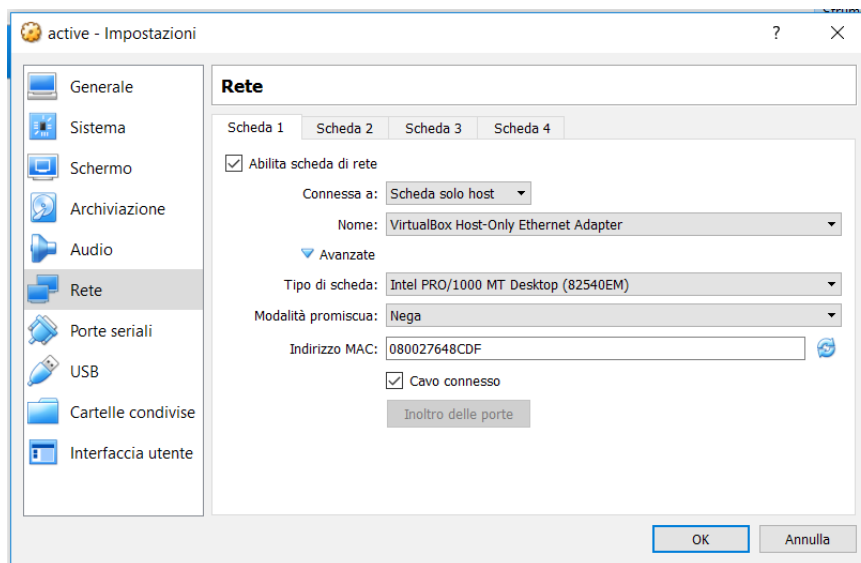 active - Impostazioni
?
Generale
Sistema
Schermo
Archiviazione
Audio
Rete
Porte seriali
USB
Cartelle condivise
Interfaccia utente
Rete
Scheda 1 Scheda 2 Scheda 3 Scheda 4
Abilita scheda di rete
Connessa a: Scheda solo host
Nome: VirtualBox Host-Only Ethernet Adapter
Avanzate
Tipo di scheda: Intel PRO/1000 MT Desktop (82540EM)
Modalità promiscua: Nega
Indirizzo MAC: 080027648CDF
Cavo connesso
Inoltro delle porte
OK Annulla